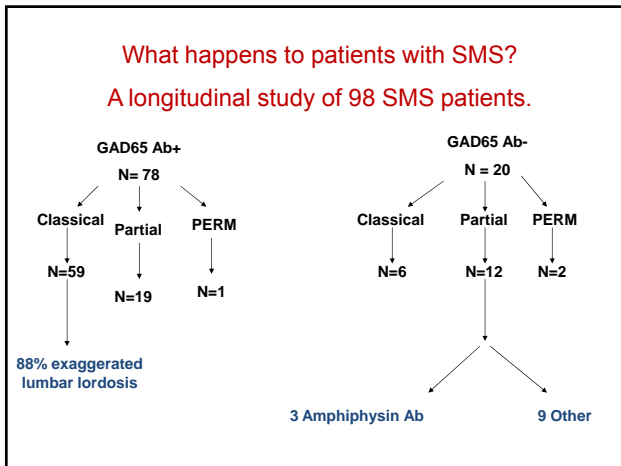 What happens to patients with SMS?
A longitudinal study of 98 SMS patients.
GAD65 Ab+
N= 78
Classical
Partial
PERM
N=59
N=19
N=1
88% exaggerated
lumbar lordosis
GAD65 Ab-
N = 20
Classical
Partial
PERM
N=6
N=12
N=2
3 Amphiphysin Ab
9 Other